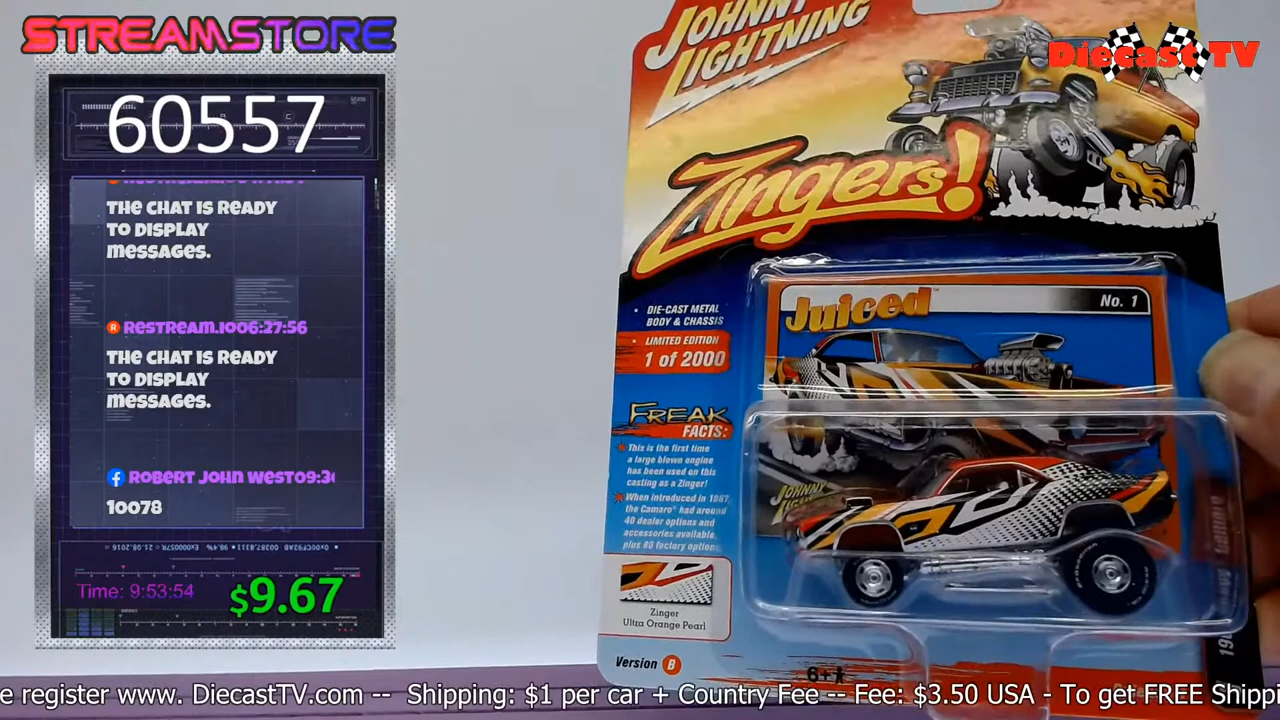 STREAMSTORE
60557
THE CHAT IS READY
TO DISPLAY
MESSAGES.
RESTREAM.IO06:27:56
THE CHAT IS READY
TO DISPLAY
MESSAGES.
ROBERT JOHN WEST09:3
10078
Time: 9:53:54
$9.67
JOHNNY
LIGHTNING
Diecast TV
Zingers!
Juiced
No. 1
• DIE-CAST METAL
BODY & CHASSIS
• LIMITED EDITION
1 of 2000
FREAK
FACTS:
This is the first time
a large blown engine
has been used on this
casting as a Zinger!
When introduced in 1967,
the Camaro® had around
40 dealer options and
accessories available,
plus 80 factory options.
Zinger
Ultra Orange Pearl
Version B
JOHNNY
e register www. DiecastTV.com -- Shipping: $1 per car + Country Fee -- Fee: $3.50 USA - To get FREE Shippi